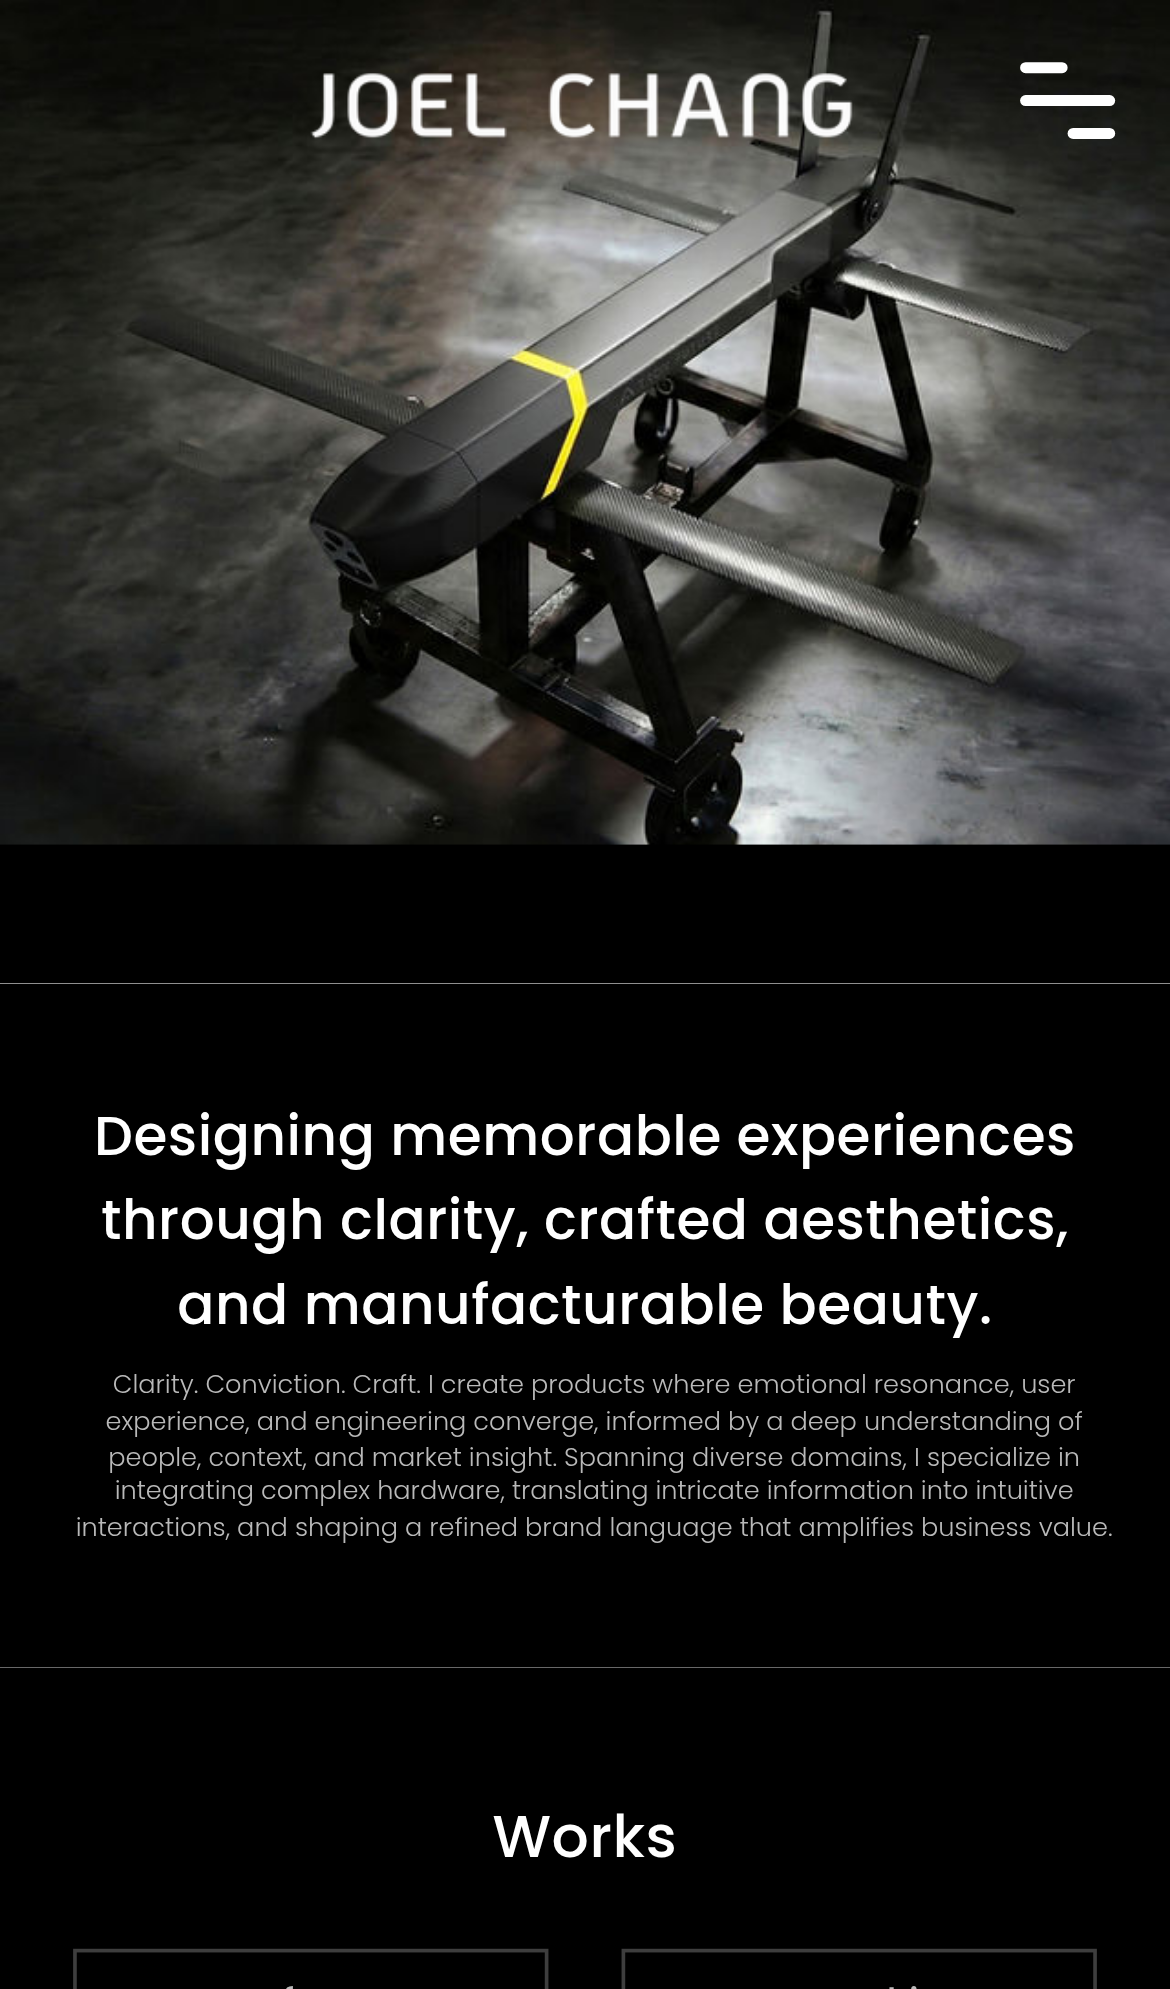 JOEL CHANG
Designing memorable experiences
through clarity, crafted aesthetics,
and manufacturable beauty.
Clarity. Conviction. Craft. I create products where emotional resonance, user
experience, and engineering converge, informed by a deep understanding of
people, context, and market insight. Spanning diverse domains, I specialize in
integrating complex hardware, translating intricate information into intuitive
interactions, and shaping a refined brand language that amplifies business value.
Works